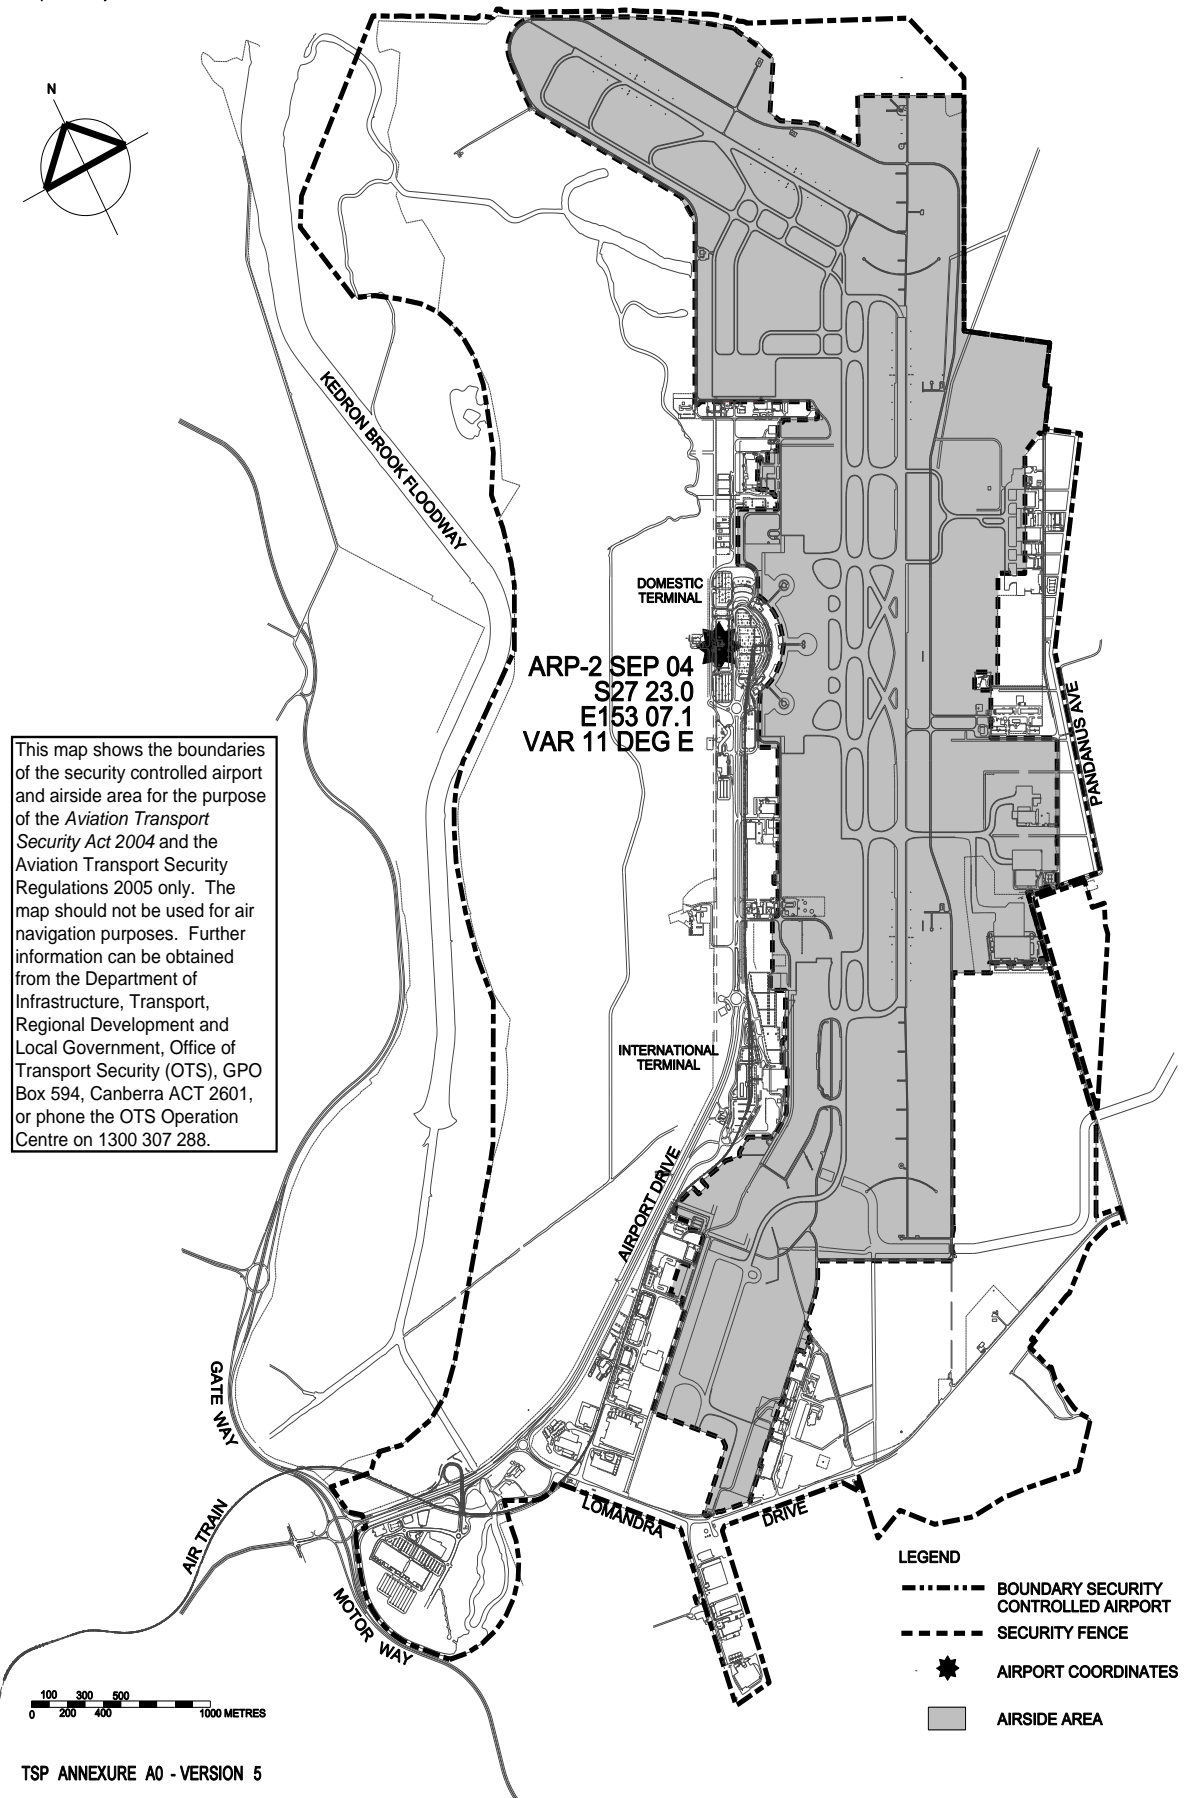 N
KEDRON BROOK FLOODWAY
DOMESTIC
TERMINAL
ARP-2 SEP 04
S27 23.0
E153 07.1
VAR 11 DEG E
PANDANUS AVE
This map shows the boundaries
of the security controlled airport
and airside area for the purpose
of the Aviation Transport
Security Act 2004 and the
Aviation Transport Security
Regulations 2005 only. The
map should not be used for air
navigation purposes. Further
information can be obtained
from the Department of
Infrastructure, Transport,
Regional Development and
Local Government, Office of
Transport Security (OTS), GPO
Box 594, Canberra ACT 2601,
or phone the OTS Operation
Centre on 1300 307 288.
INTERNATIONAL
TERMINAL
AIRPORT DRIVE
GATE WAY
AIR TRAIN
MOTOR WAY
LOMANDRA
DRIVE
LEGEND
BOUNDARY SECURITY
CONTROLLED AIRPORT
SECURITY FENCE
AIRPORT COORDINATES
AIRSIDE AREA
100 300 500
0 200 400 1000 METRES
TSP ANNEXURE A0 - VERSION 5